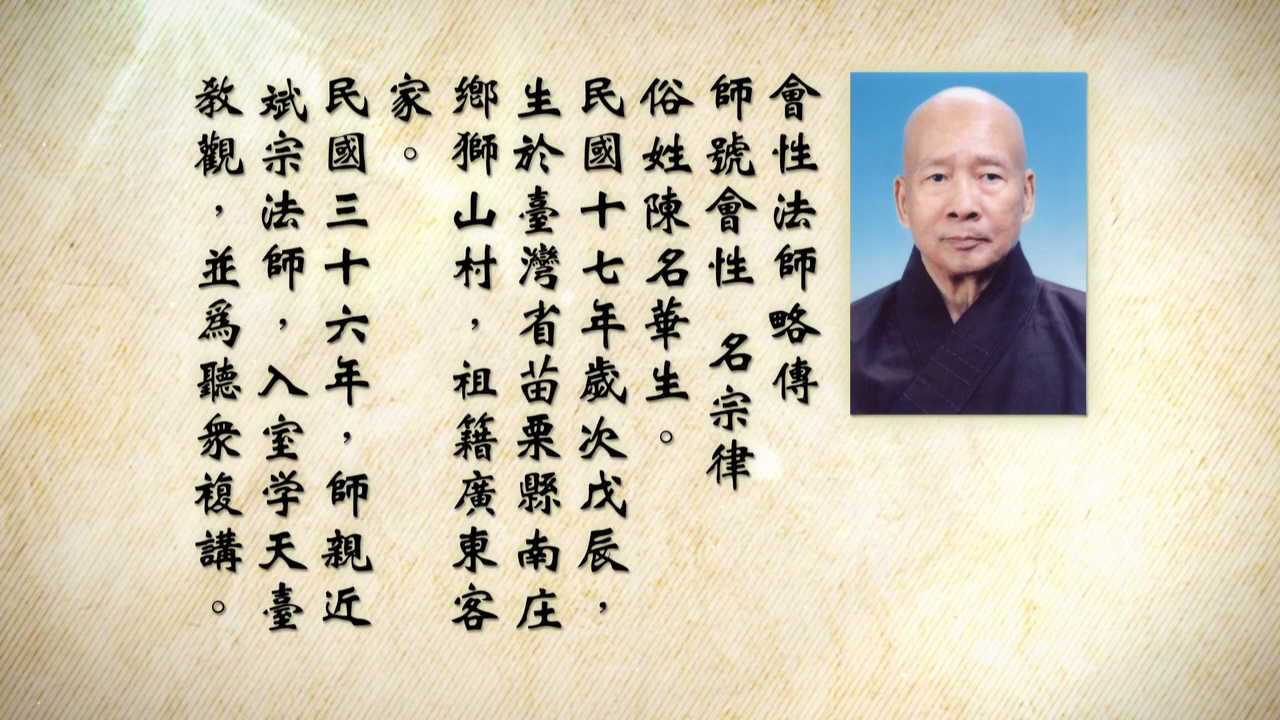 會性法師略傳
師號會性 名宗律
俗姓陳名華生。
民國十七年歲次戊辰，
生於臺灣省苗栗縣南庄
鄉獅山村，祖籍廣東客
家。
民國三十六年，師親近
斌宗法師，入室学天臺
教觀，並爲聽衆複講。